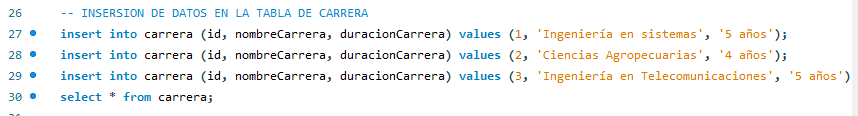 26 -- INSERSION DE DATOS EN LA TABLA DE CARRERA
27 insert into carrera (id, nombreCarrera, duracionCarrera) values (1, 'Ingeniería en sistemas', '5 años');
28 insert into carrera (id, nombreCarrera, duracionCarrera) values (2, 'Ciencias Agropecuarias', '4 años');
29 insert into carrera (id, nombreCarrera, duracionCarrera) values (3, 'Ingeniería en Telecomunicaciones', '5 años')
30 select * from carrera;